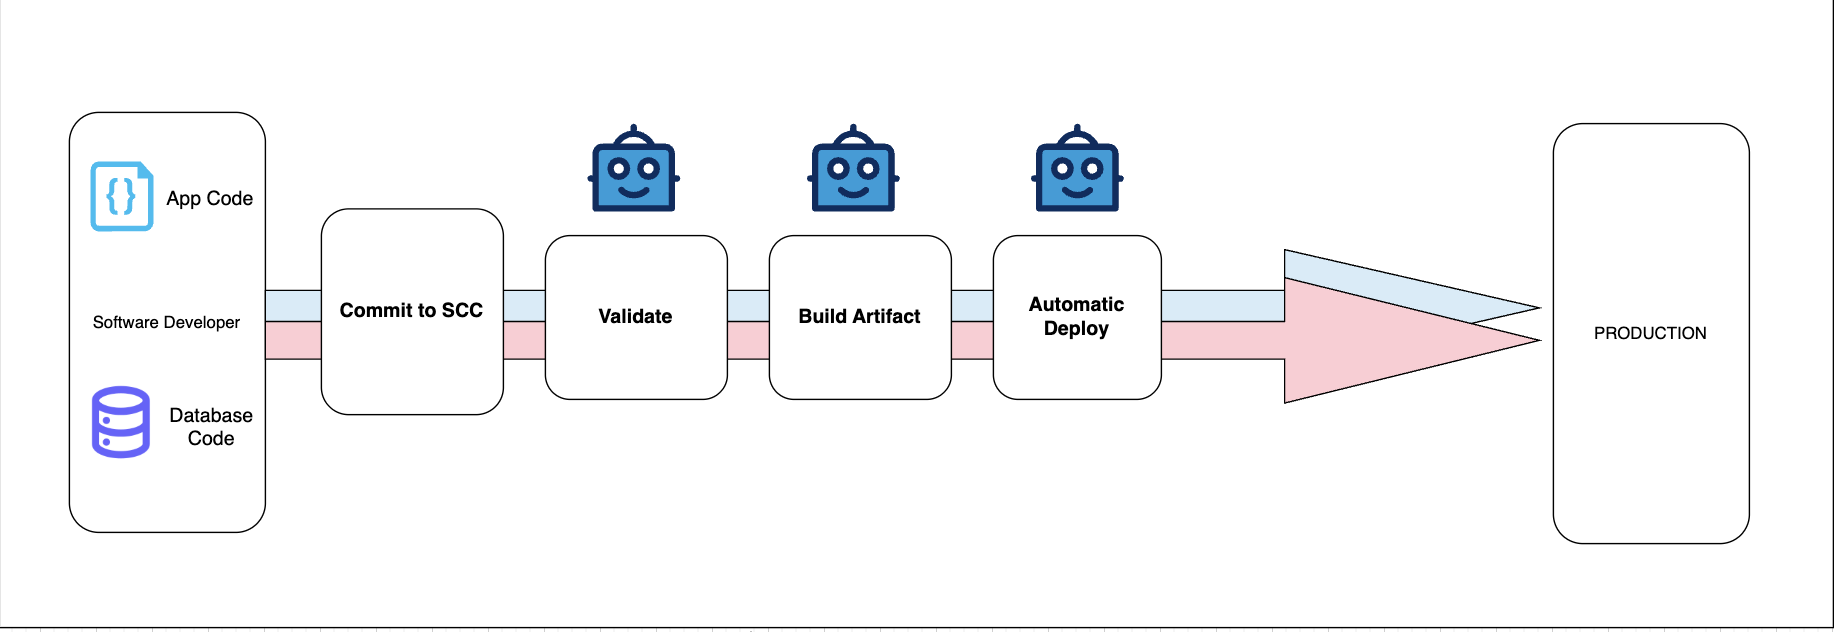 App Code
Software Developer
Database
Code
Commit to SCC
Validate
Build Artifact
Automatic
Deploy
PRODUCTION